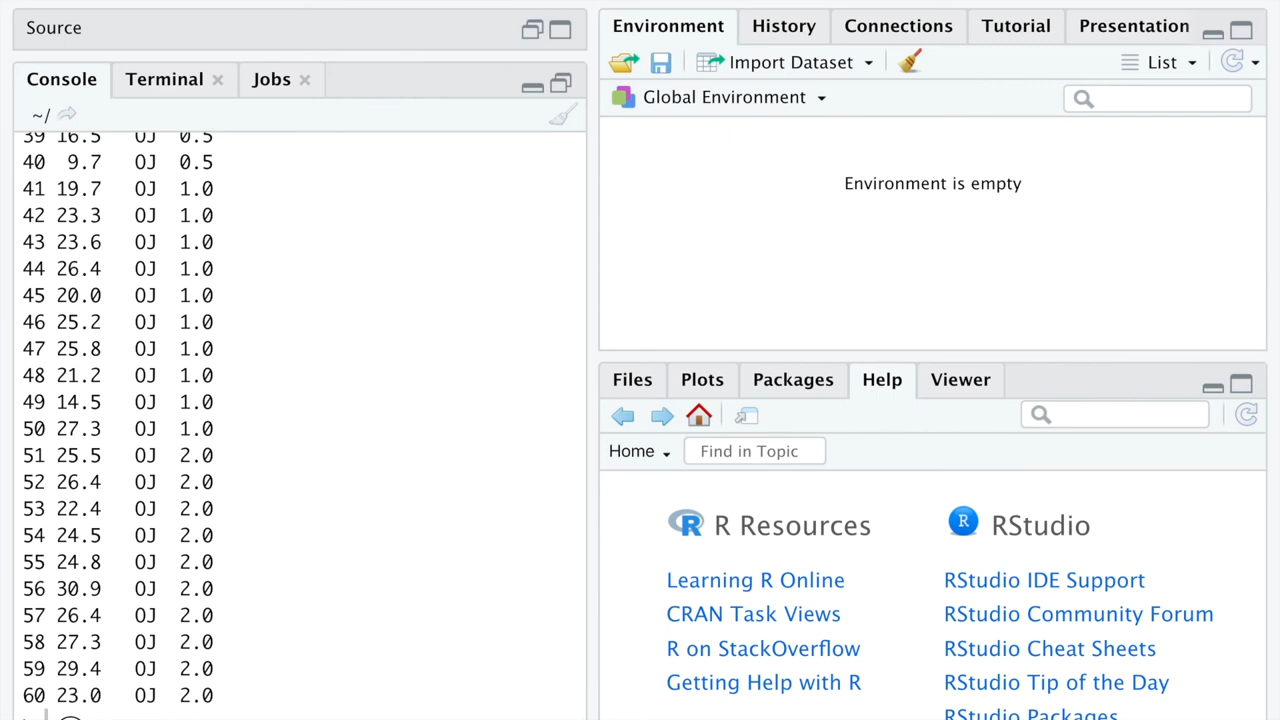 Source
Console Terminal Jobs
~/
39 16.5 OJ 0.5
40 9.7 OJ 0.5
41 19.7 OJ 1.0
42 23.3 OJ 1.0
43 23.6 OJ 1.0
44 26.4 OJ 1.0
45 20.0 OJ 1.0
46 25.2 OJ 1.0
47 25.8 OJ 1.0
48 21.2 OJ 1.0
49 14.5 OJ 1.0
50 27.3 OJ 1.0
51 25.5 OJ 2.0
52 26.4 OJ 2.0
53 22.4 OJ 2.0
54 24.5 OJ 2.0
55 24.8 OJ 2.0
56 30.9 OJ 2.0
57 26.4 OJ 2.0
58 27.3 OJ 2.0
59 29.4 OJ 2.0
60 23.0 OJ 2.0
Environment History Connections Tutorial Presentation
Import Dataset List
Global Environment
Environment is empty
Files Plots Packages Help Viewer
Home Find in Topic
R R Resources
Learning R Online
CRAN Task Views
R on StackOverflow
Getting Help with R
R RStudio
RStudio IDE Support
RStudio Community Forum
RStudio Cheat Sheets
RStudio Tip of the Day
RStudio Packages